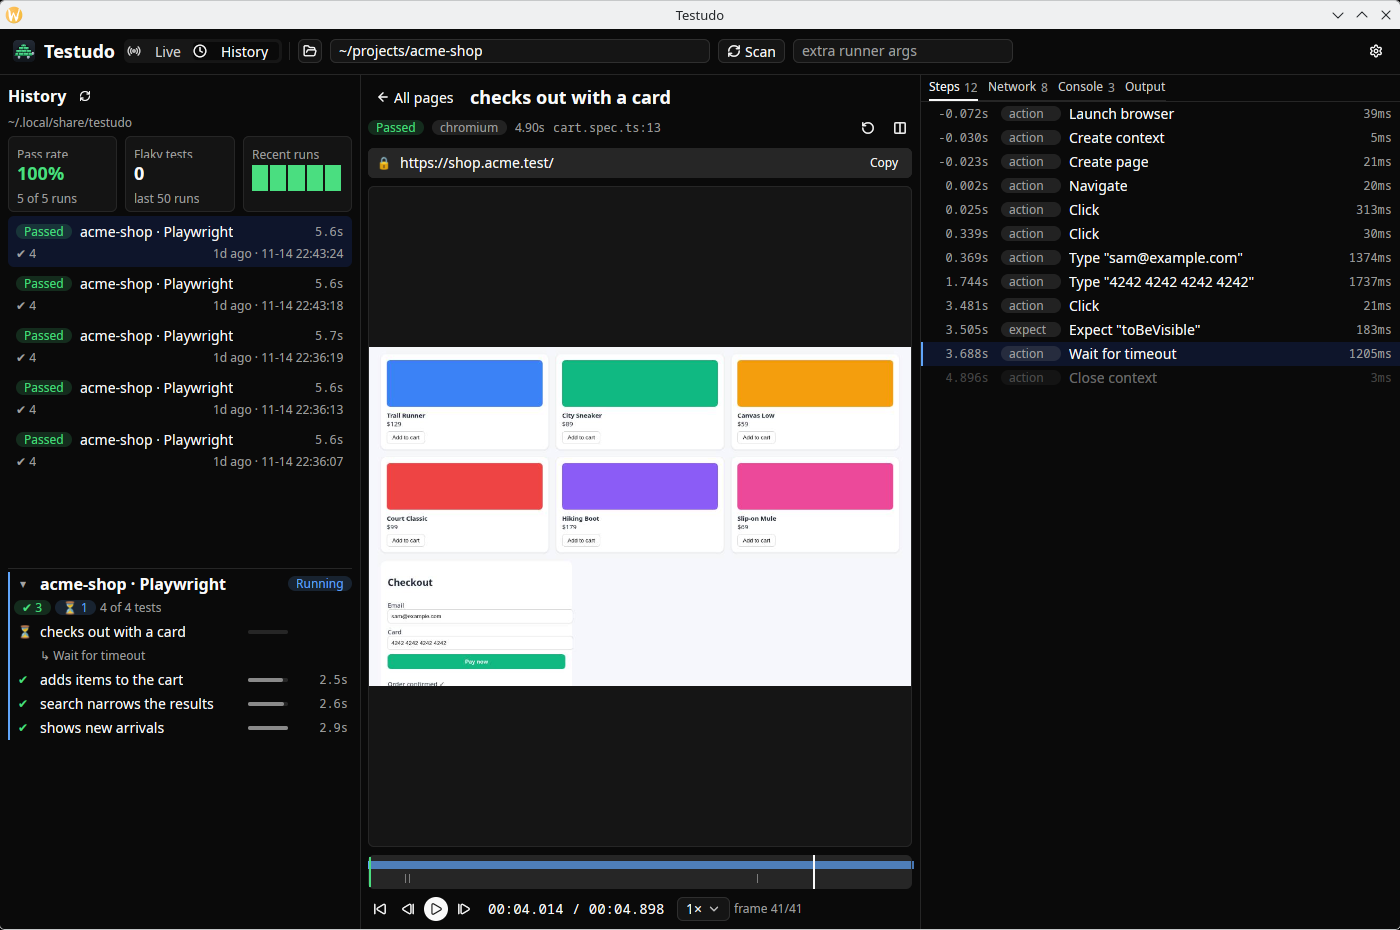 Testudo
Testudo Live History ~/projects/acme-shop Scan extra runner args
History
~/.local/share/testudo
Pass rate
100%
5 of 5 runs
Flaky tests
0
last 50 runs
Recent runs
Passed acme-shop · Playwright 5.6s
✔ 4 1d ago · 11-14 22:43:24
Passed acme-shop · Playwright 5.6s
✔ 4 1d ago · 11-14 22:43:18
Passed acme-shop · Playwright 5.7s
✔ 4 1d ago · 11-14 22:36:19
Passed acme-shop · Playwright 5.6s
✔ 4 1d ago · 11-14 22:36:13
Passed acme-shop · Playwright 5.6s
✔ 4 1d ago · 11-14 22:36:07
▾ acme-shop · Playwright Running
✔ 3 ⏳ 1 4 of 4 tests
⏳ checks out with a card
↳ Wait for timeout
✔ adds items to the cart 2.5s
✔ search narrows the results 2.6s
✔ shows new arrivals 2.9s
← All pages checks out with a card
Passed chromium 4.90s cart.spec.ts:13
https://shop.acme.test/ Copy
Trail Runner
$129
Add to cart
City Sneaker
$89
Add to cart
Canvas Low
$59
Add to cart
Court Classic
$99
Add to cart
Hiking Boot
$179
Add to cart
Slip-on Mule
$69
Add to cart
Checkout
Email
sam@example.com
Card
4242 4242 4242 4242
Pay now
Order confirmed ✓
00:04.014 / 00:04.898 1× frame 41/41
Steps 12 Network 8 Console 3 Output
-0.072s action Launch browser 39ms
-0.030s action Create context 5ms
-0.023s action Create page 21ms
0.002s action Navigate 20ms
0.025s action Click 313ms
0.339s action Click 30ms
0.369s action Type "sam@example.com" 1374ms
1.744s action Type "4242 4242 4242 4242" 1737ms
3.481s action Click 21ms
3.505s expect Expect "toBeVisible" 183ms
3.688s action Wait for timeout 1205ms
4.896s action Close context 3ms